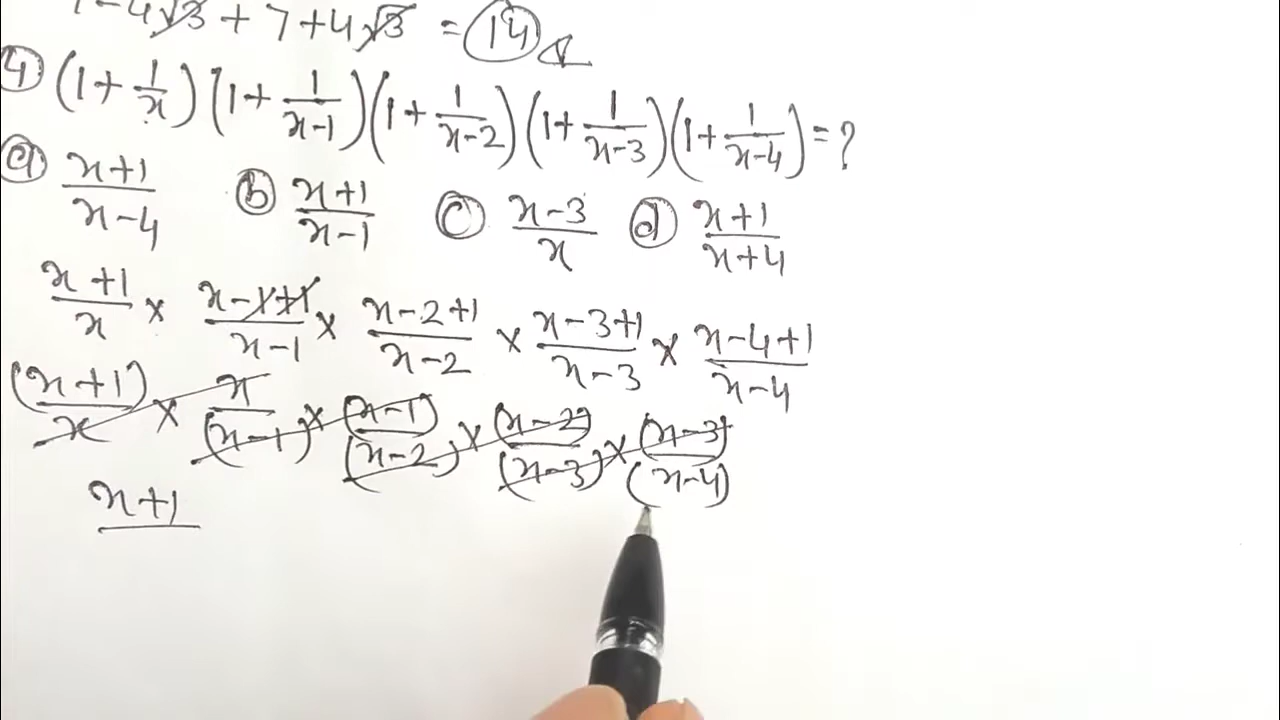 7-4√3 + 7+4√3 = 14
④ (1+1/x)(1+1/(x-1))(1+1/(x-2))(1+1/(x-3))(1+1/(x-4)) = ?
ⓐ (x+1)/(x-4) ⓑ (x+1)/(x-1) ⓒ (x-3)/x ⓓ (x+1)/(x+4)
(x+1)/x × (x-1+1)/(x-1) × (x-2+1)/(x-2) × (x-3+1)/(x-3) × (x-4+1)/(x-4)
(x+1)/x × x/(x-1) × (x-1)/(x-2) × (x-2)/(x-3) × (x-3)/(x-4)
x+1